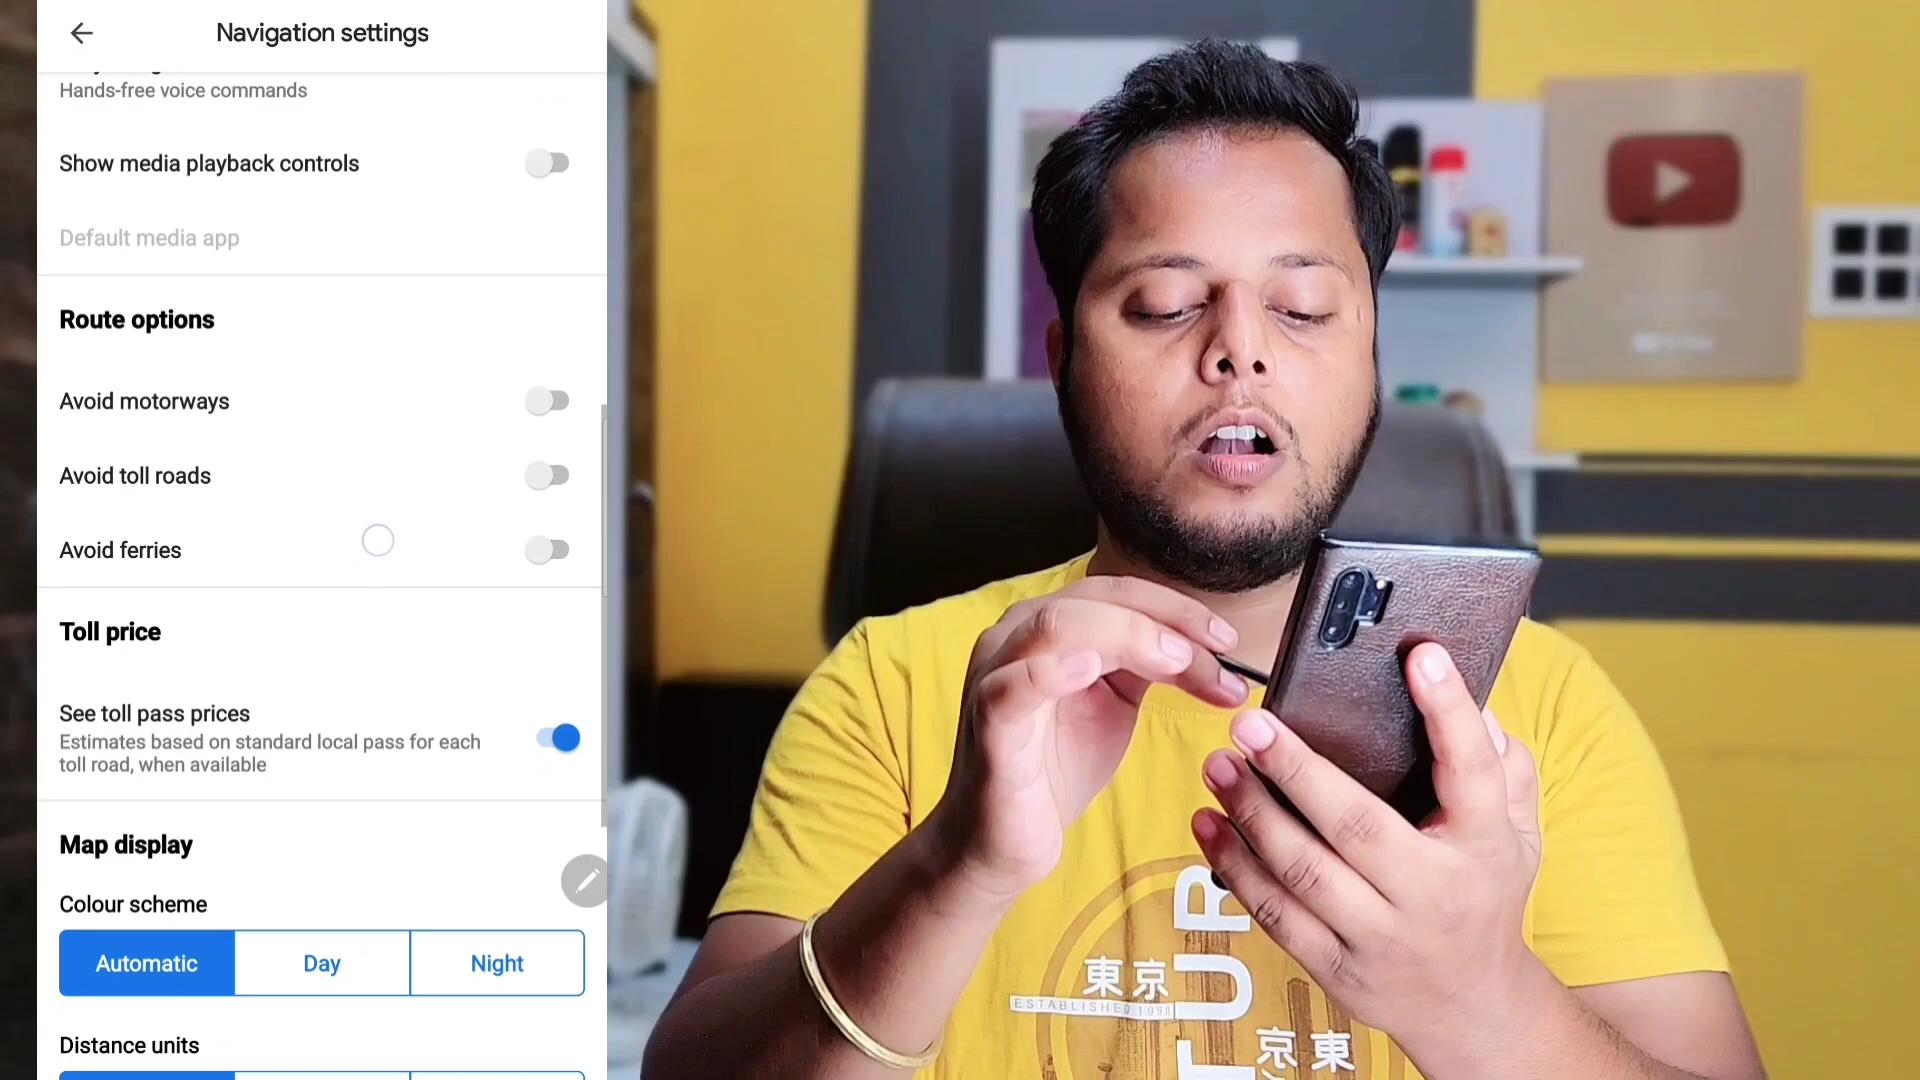 Navigation settings
Hands-free voice commands
Show media playback controls
Default media app
Route options
Avoid motorways
Avoid toll roads
Avoid ferries
Toll price
See toll pass prices
Estimates based on standard local pass for each
toll road, when available
Map display
Colour scheme
Automatic Day Night
Distance units
東京
ESTABLISHED 1998
UR
京東